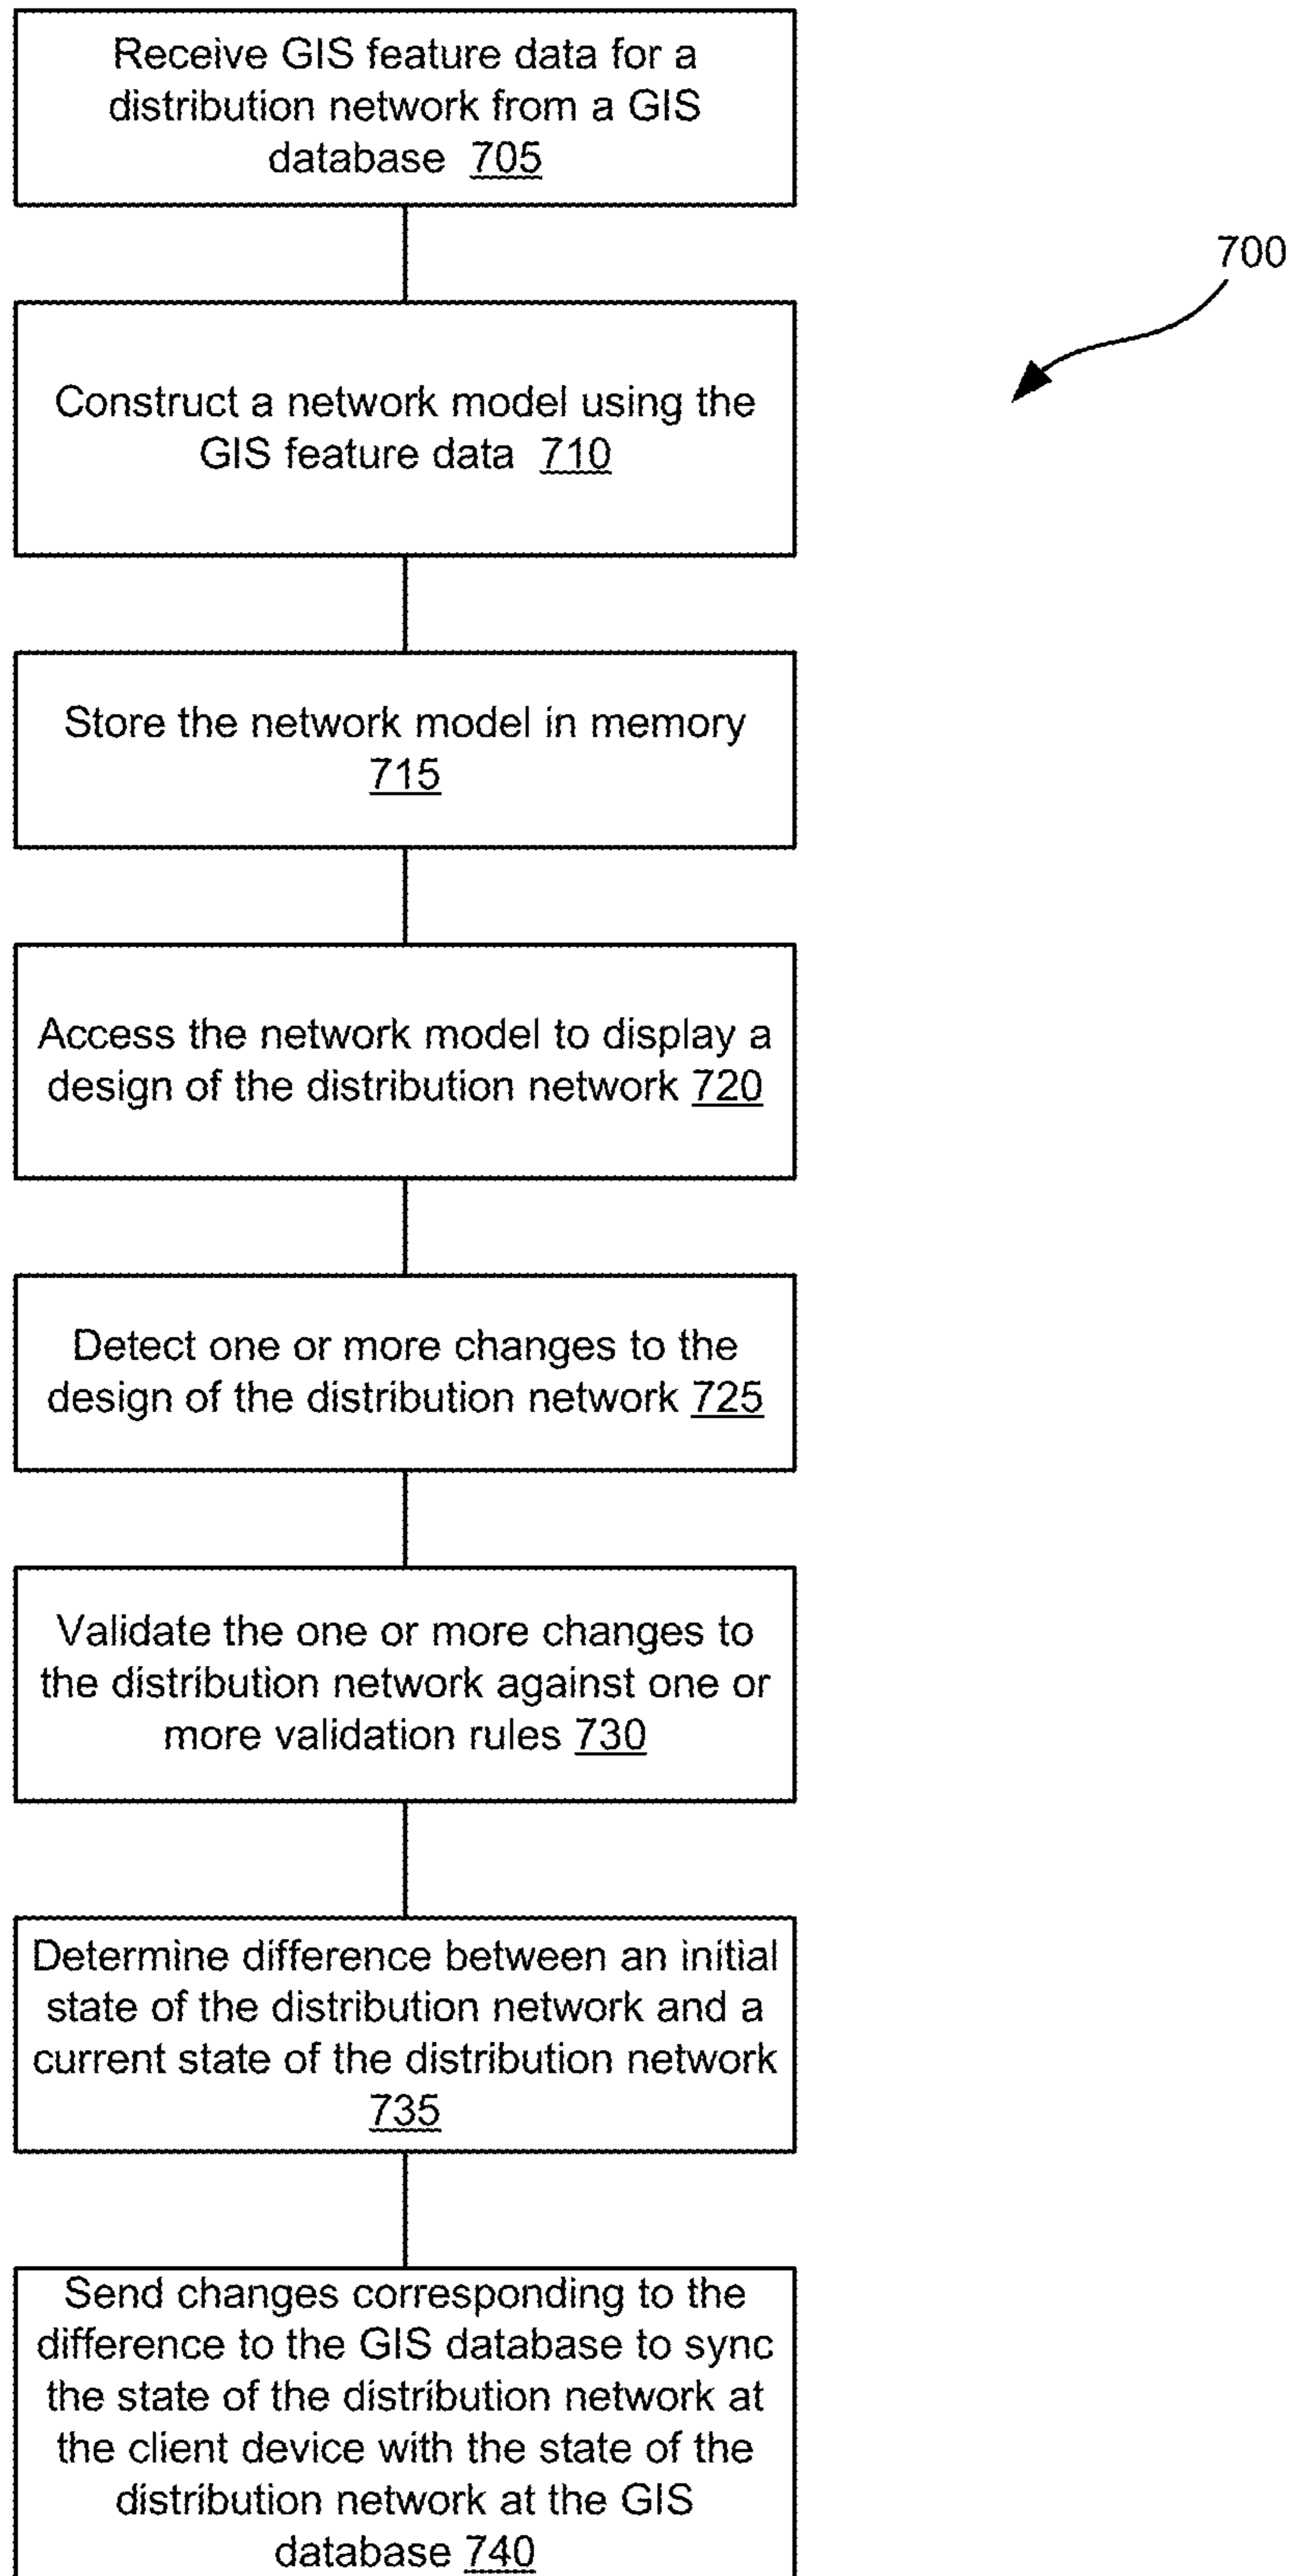 Receive GIS feature data for a
distribution network from a GIS
database 705
700
Construct a network model using the
GIS feature data 710
Store the network model in memory
715
Access the network model to display a
design of the distribution network 720
Detect one or more changes to the
design of the distribution network 725
Validate the one or more changes to
the distribution network against one or
more validation rules 730
Determine difference between an initial
state of the distribution network and a
current state of the distribution network
735
Send changes corresponding to the
difference to the GIS database to sync
the state of the distribution network at
the client device with the state of the
distribution network at the GIS
database 740